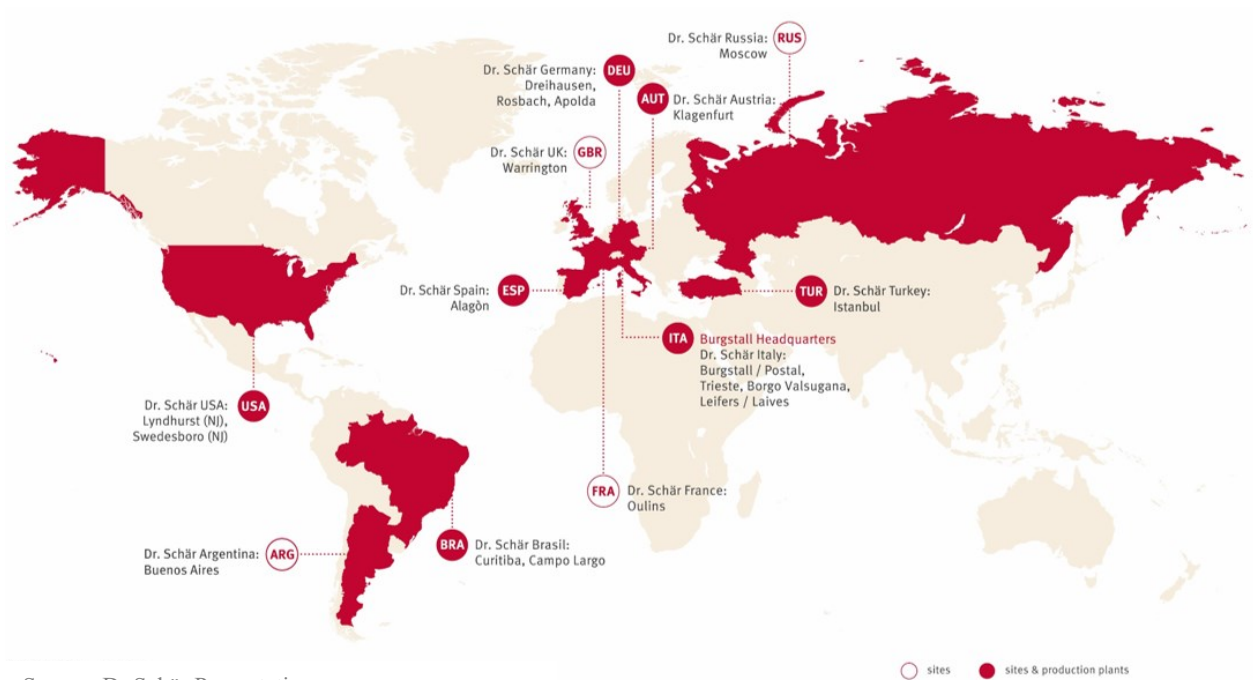 Dr. Schär Russia:
Moscow
RUS
Dr. Schär Germany:
Dreihausen,
Rosbach, Apolda
DEU
AUT
Dr. Schär Austria:
Klagenfurt
Dr. Schär UK:
Warrington
GBR
Dr. Schär Spain:
Alagòn
ESP
TUR
Dr. Schär Turkey:
Istanbul
ITA
Burgstall Headquarters
Dr. Schär Italy:
Burgstall / Postal,
Trieste, Borgo Valsugana,
Leifers / Laives
Dr. Schär USA:
Lyndhurst (NJ),
Swedesboro (NJ)
USA
FRA
Dr. Schär France:
Oulins
Dr. Schär Argentina:
Buenos Aires
ARG
BRA
Dr. Schär Brasil:
Curitiba, Campo Largo
sites
sites & production plants